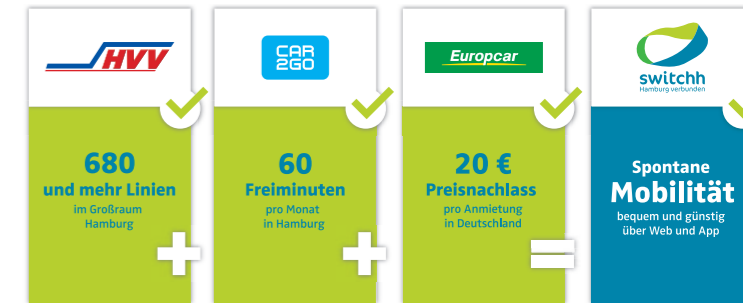 HVV
680
und mehr Linien
im Großraum
Hamburg
CAR
2GO
60
Freiminuten
pro Monat
in Hamburg
Europcar
20 €
Preisnachlass
pro Anmietung
in Deutschland
switchh
Hamburg verbunden
Spontane
Mobilität
bequem und günstig
über Web und App